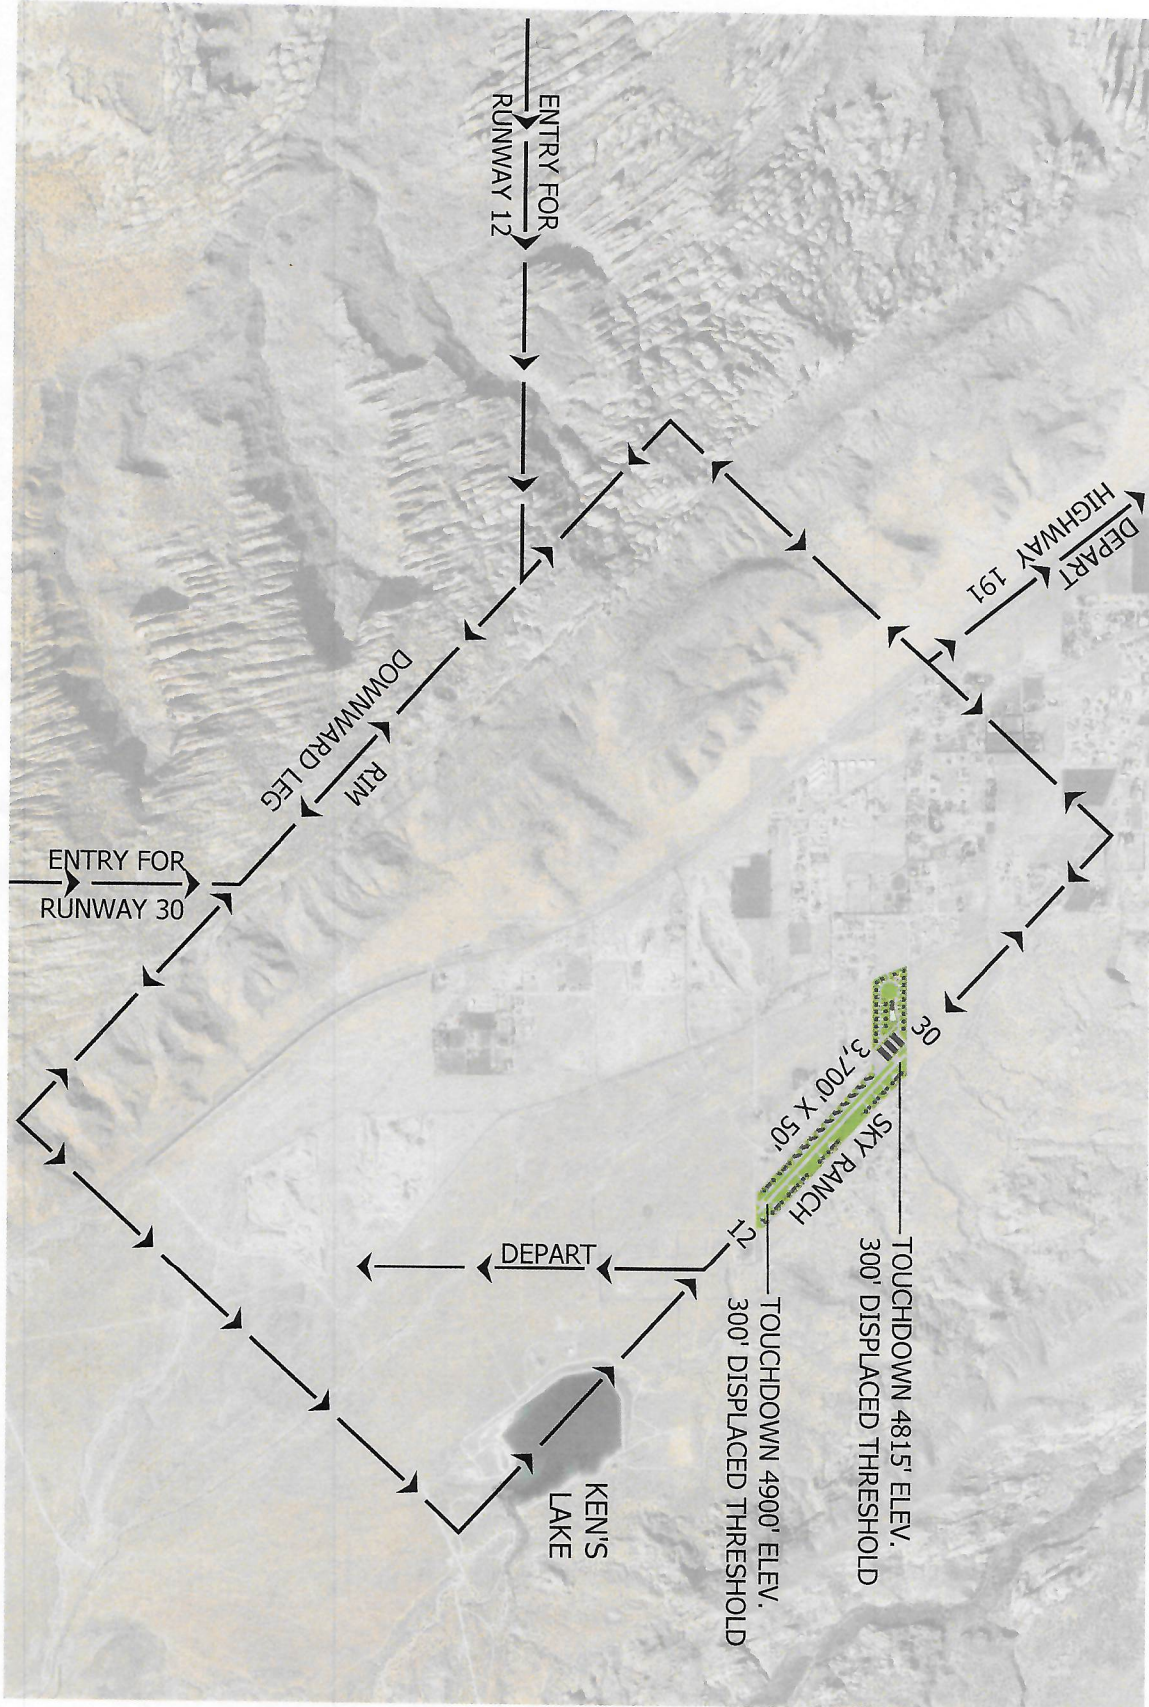 ENTRY FOR
RUNWAY 12
DEPART
HIGHWAY 191
DOWNWARD LEG
RIM
ENTRY FOR
RUNWAY 30
30
3,700' X 50'
SKY RANCH
12
TOUCHDOWN 4815' ELEV.
300' DISPLACED THRESHOLD
TOUCHDOWN 4900' ELEV.
300' DISPLACED THRESHOLD
DEPART
KEN'S
LAKE